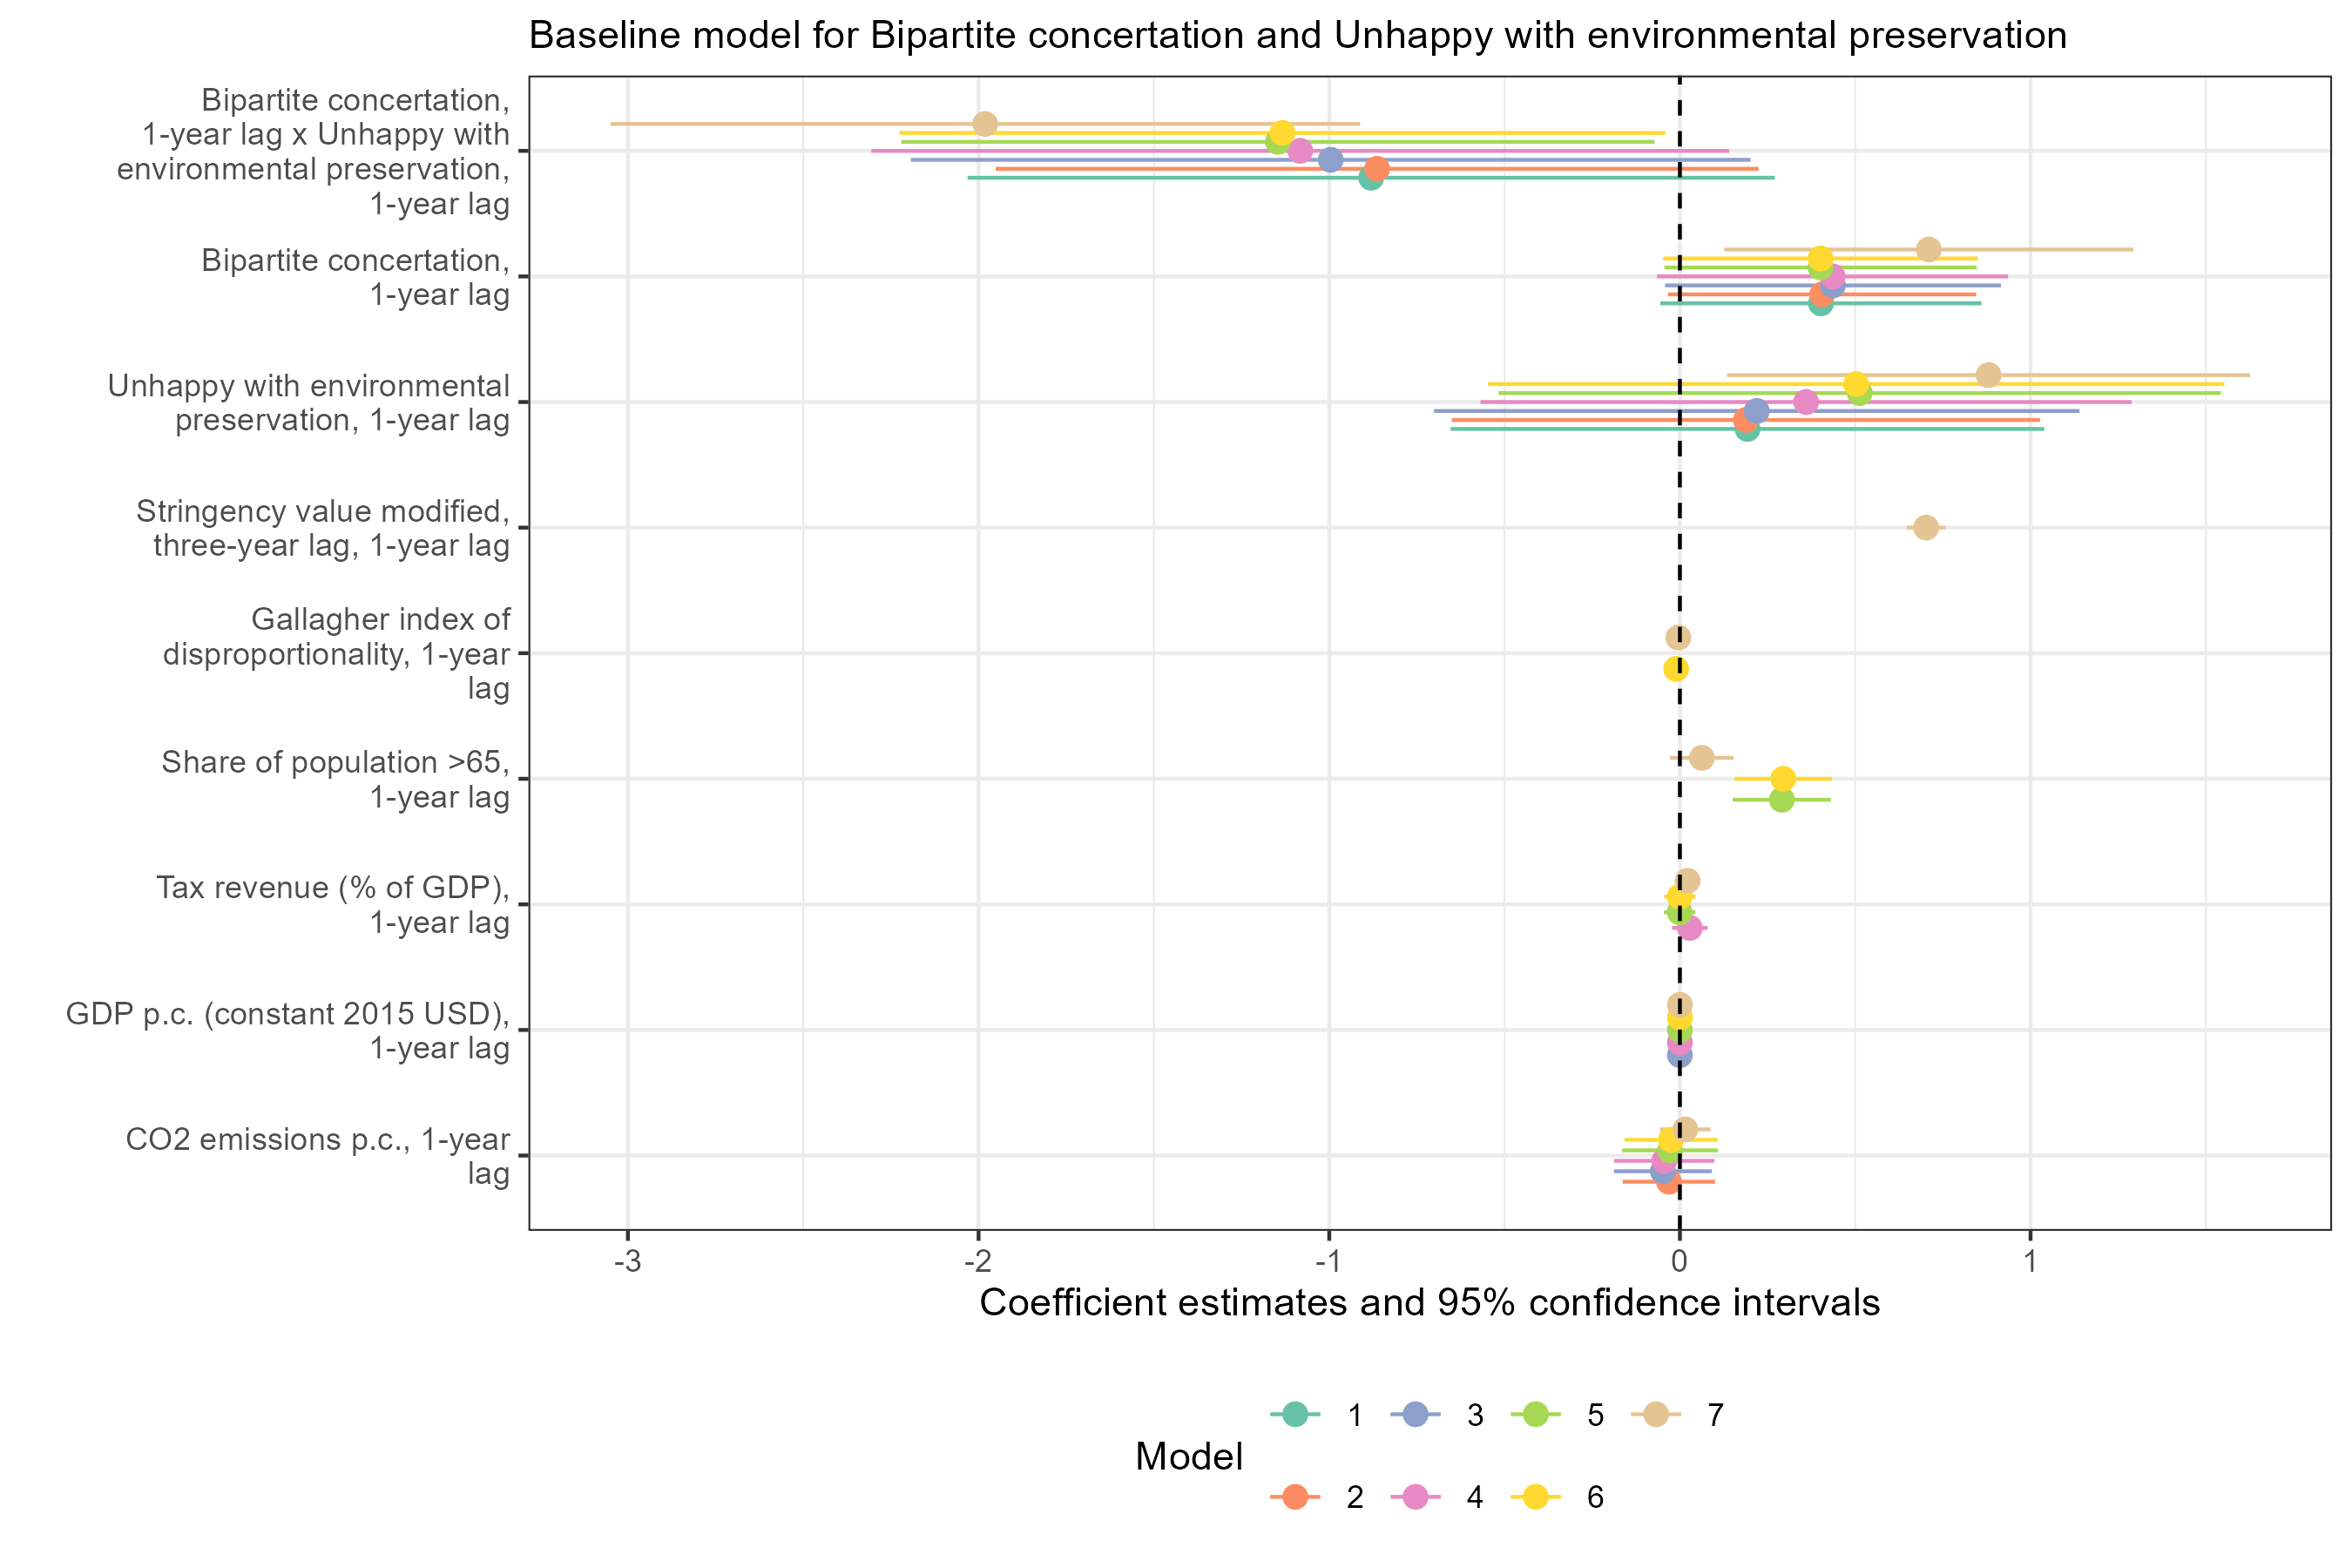 Baseline model for Bipartite concertation and Unhappy with environmental preservation
Bipartite concertation,
1-year lag x Unhappy with
environmental preservation,
1-year lag
Bipartite concertation,
1-year lag
Unhappy with environmental
preservation, 1-year lag
Stringency value modified,
three-year lag, 1-year lag
Gallagher index of
disproportionality, 1-year
lag
Share of population >65,
1-year lag
Tax revenue (% of GDP),
1-year lag
GDP p.c. (constant 2015 USD),
1-year lag
CO2 emissions p.c., 1-year
lag
-3 -2 -1 0 1
Coefficient estimates and 95% confidence intervals
Model
1 3 5 7
2 4 6